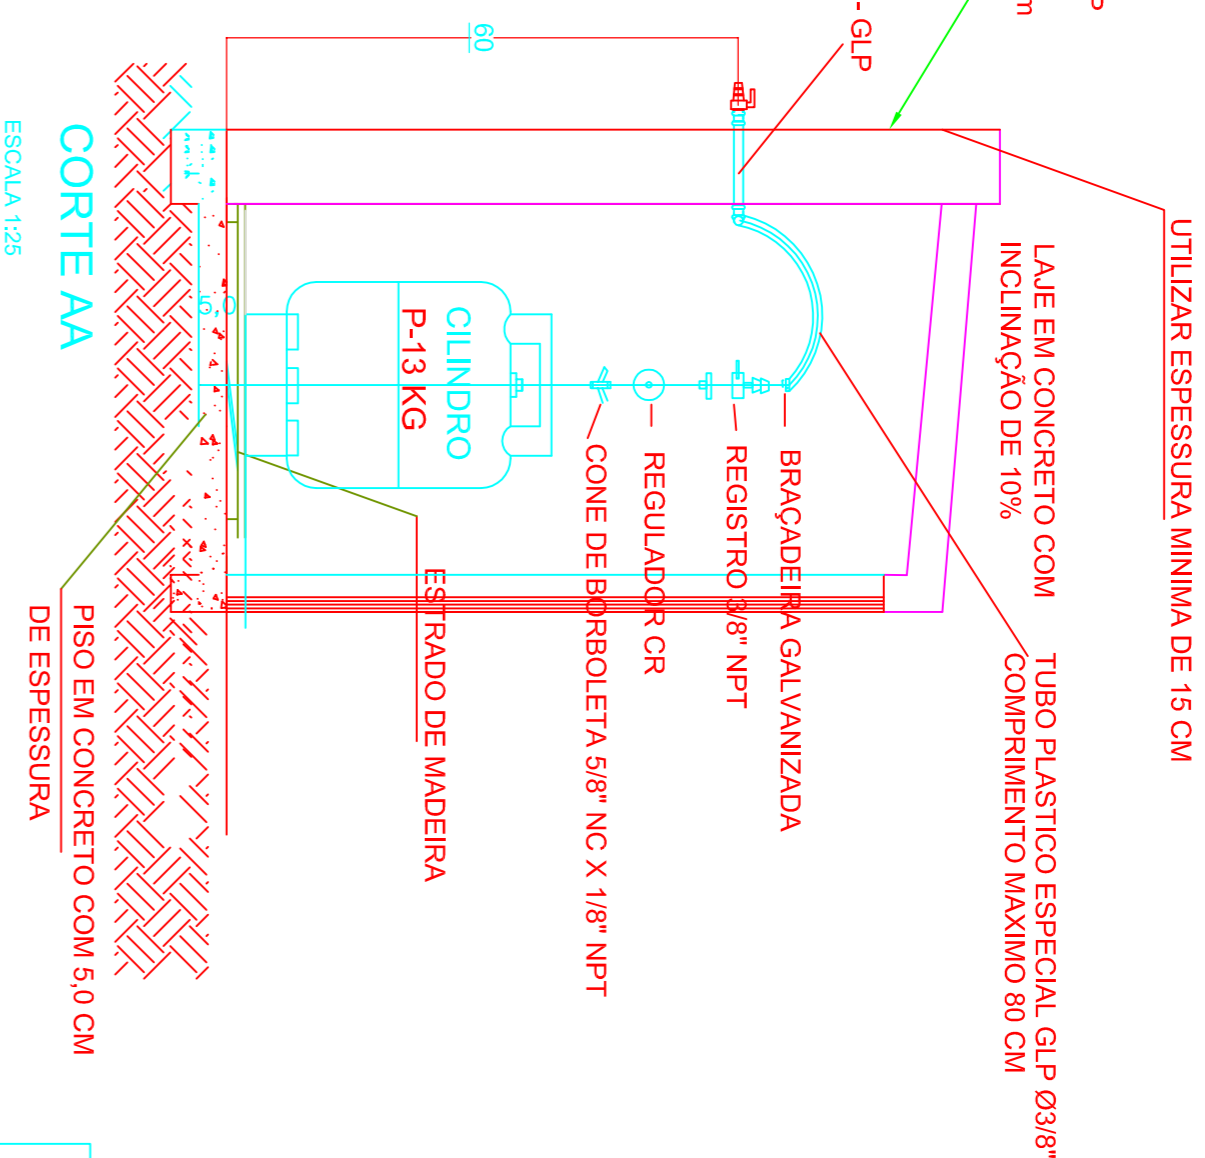 UTILIZAR ESPESSURA MINIMA DE 15 CM
LAJE EM CONCRETO COM
INCLINAÇÃO DE 10%
TUBO PLASTICO ESPECIAL GLP Ø3/8"
COMPRIMENTO MAXIMO 80 CM
- GLP
BRAÇADEIRA GALVANIZADA
REGISTRO 3/8" NPT
REGULADOR CR
CONE DE BORBOLETA 5/8" NC X 1/8" NPT
60
CILINDRO
P-13 KG
ESTRADO DE MADEIRA
5,0
PISO EM CONCRETO COM 5,0 CM
DE ESPESSURA
CORTE AA
ESCALA 1:25